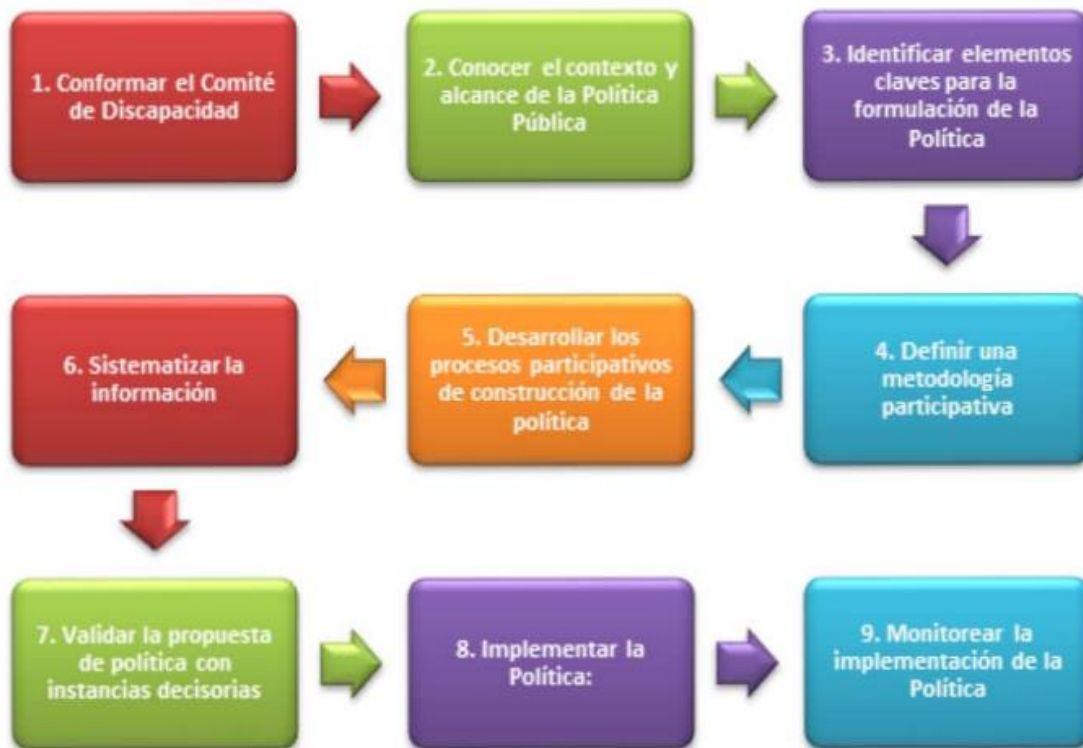 1. Conformar el Comité
de Discapacidad
2. Conocer el contexto y
alcance de la Política
Pública
3. Identificar elementos
claves para la
formulación de la
Política
4. Definir una
metodología
participativa
5. Desarrollar los
procesos participativos
de construcción de la
política
6. Sistematizar la
información
7. Validar la propuesta
de política con
instancias decisorias
8. Implementar la
Política:
9. Monitorear la
implementación de la
Política